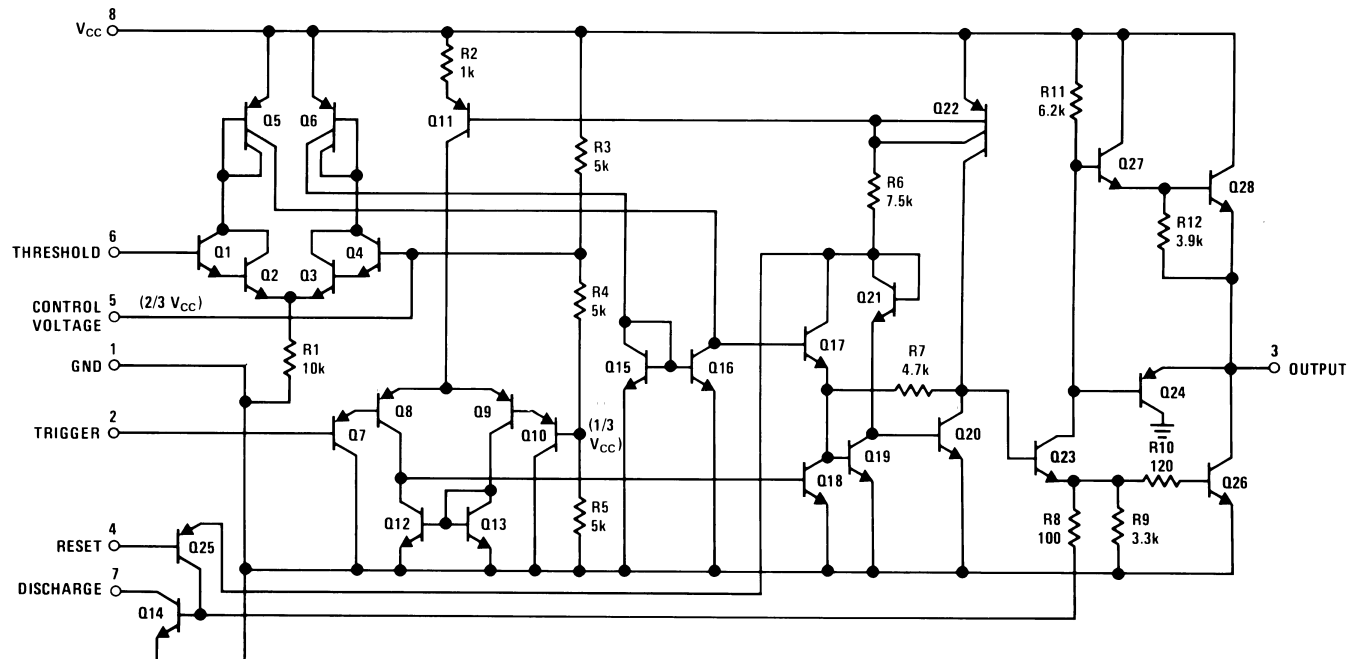 8
VCC
R2
1k
R11
6.2k
Q22
Q5
Q6
Q11
R3
5k
Q27
Q28
R6
7.5k
R12
3.9k
6
THRESHOLD
Q1
Q2
Q3
Q4
5
CONTROL
VOLTAGE
(2/3 VCC)
R4
5k
Q21
1
GND
R1
10k
Q15
Q16
Q17
R7
4.7k
3
OUTPUT
Q24
2
TRIGGER
Q7
Q8
Q9
Q10
(1/3
VCC)
Q18
Q19
Q20
Q23
R10
120
Q26
4
RESET
Q25
Q12
Q13
R5
5k
R8
100
R9
3.3k
7
DISCHARGE
Q14